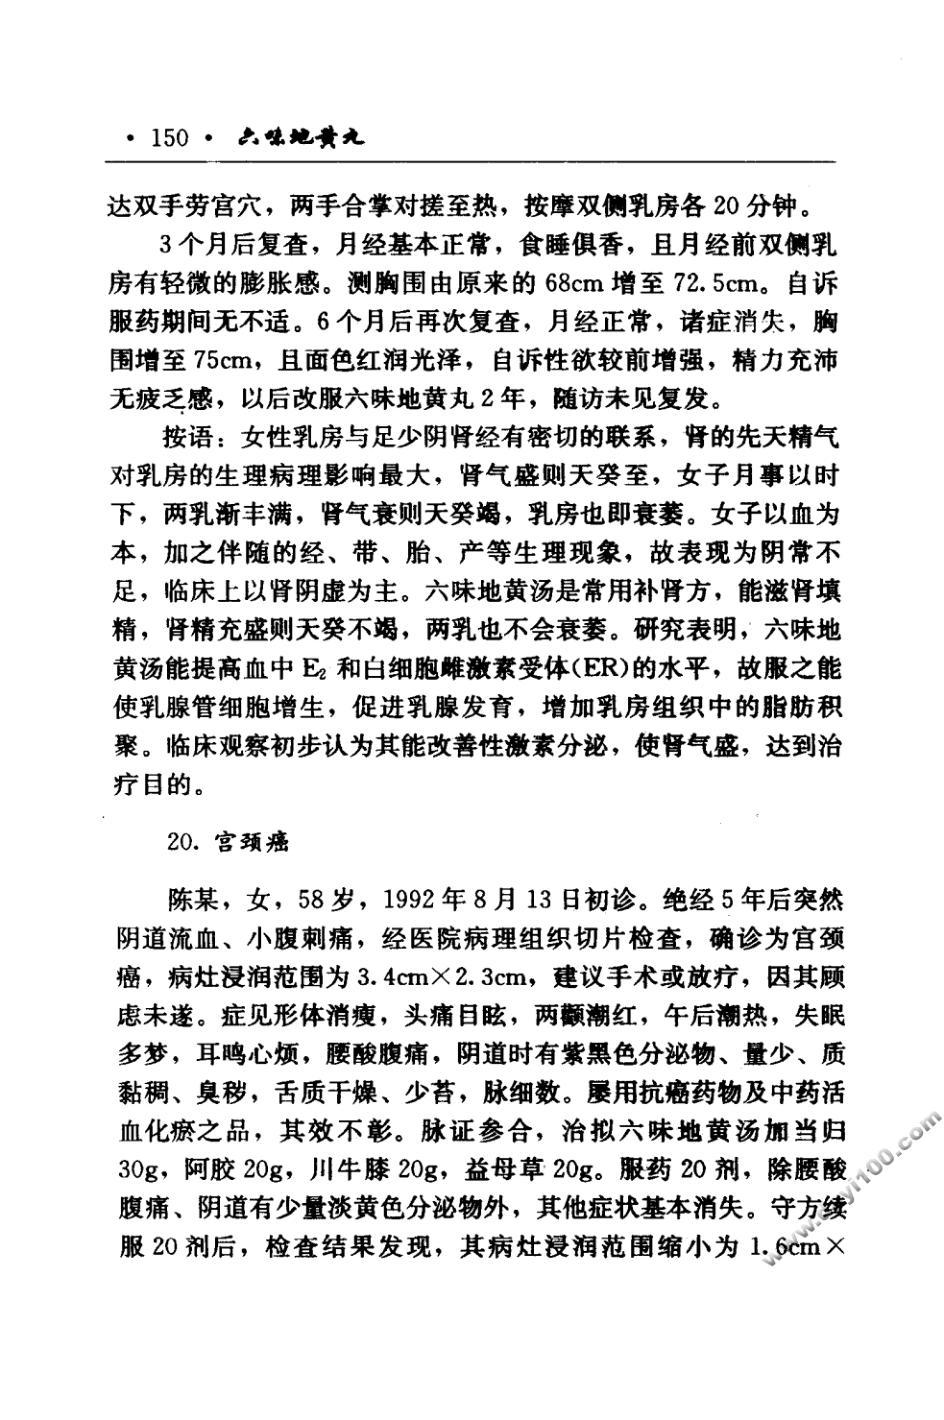 · 150 · 六味地黄丸
达双手劳宫穴，两手合掌对搓至热，按摩双侧乳房各 20 分钟。
3 个月后复查，月经基本正常，食睡俱香，且月经前双侧乳
房有轻微的膨胀感。测胸围由原来的 68cm 增至 72.5cm。自诉
服药期间无不适。6 个月后再次复查，月经正常，诸症消失，胸
围增至 75cm，且面色红润光泽，自诉性欲较前增强，精力充沛
无疲乏感，以后改服六味地黄丸 2 年，随访未见复发。
按语：女性乳房与足少阴肾经有密切的联系，肾的先天精气
对乳房的生理病理影响最大，肾气盛则天癸至，女子月事以时
下，两乳渐丰满，肾气衰则天癸竭，乳房也即衰萎。女子以血为
本，加之伴随的经、带、胎、产等生理现象，故表现为阴常不
足，临床上以肾阴虚为主。六味地黄汤是常用补肾方，能滋肾填
精，肾精充盛则天癸不竭，两乳也不会衰萎。研究表明，六味地
黄汤能提高血中 E₂ 和白细胞雌激素受体(ER)的水平，故服之能
使乳腺管细胞增生，促进乳腺发育，增加乳房组织中的脂肪积
聚。临床观察初步认为其能改善性激素分泌，使肾气盛，达到治
疗目的。
20. 宫颈癌
陈某，女，58 岁，1992 年 8 月 13 日初诊。绝经 5 年后突然
阴道流血、小腹刺痛，经医院病理组织切片检查，确诊为宫颈
癌，病灶浸润范围为 3.4cm×2.3cm，建议手术或放疗，因其顾
虑未遂。症见形体消瘦，头痛目眩，两颧潮红，午后潮热，失眠
多梦，耳鸣心烦，腰酸腹痛，阴道时有紫黑色分泌物、量少、质
黏稠、臭秽，舌质干燥、少苔，脉细数。屡用抗癌药物及中药活
血化瘀之品，其效不彰。脉证参合，治拟六味地黄汤加当归
30g，阿胶 20g，川牛膝 20g，益母草 20g。服药 20 剂，除腰酸
腹痛、阴道有少量淡黄色分泌物外，其他症状基本消失。守方续
服 20 剂后，检查结果发现，其病灶浸润范围缩小为 1.6cm×